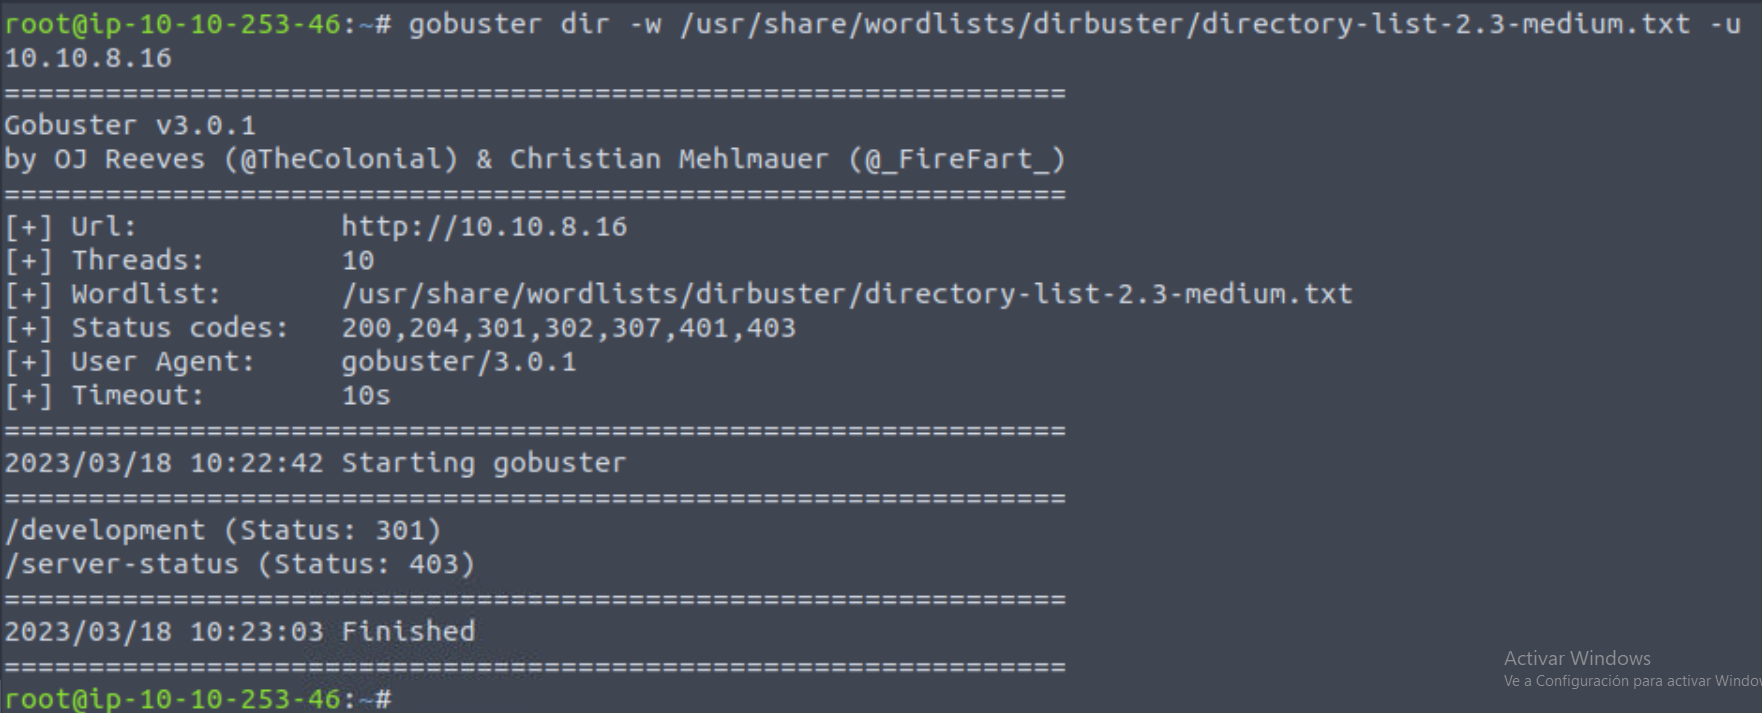 root@ip-10-10-253-46:~# gobuster dir -w /usr/share/wordlists/dirbuster/directory-list-2.3-medium.txt -u
10.10.8.16
===============================================================
Gobuster v3.0.1
by OJ Reeves (@TheColonial) & Christian Mehlmauer (@_FireFart_)
===============================================================
[+] Url:            http://10.10.8.16
[+] Threads:        10
[+] Wordlist:       /usr/share/wordlists/dirbuster/directory-list-2.3-medium.txt
[+] Status codes:   200,204,301,302,307,401,403
[+] User Agent:     gobuster/3.0.1
[+] Timeout:        10s
===============================================================
2023/03/18 10:22:42 Starting gobuster
===============================================================
/development (Status: 301)
/server-status (Status: 403)
===============================================================
2023/03/18 10:23:03 Finished
===============================================================
root@ip-10-10-253-46:~#
Activar Windows
Ve a Configuración para activar Windo